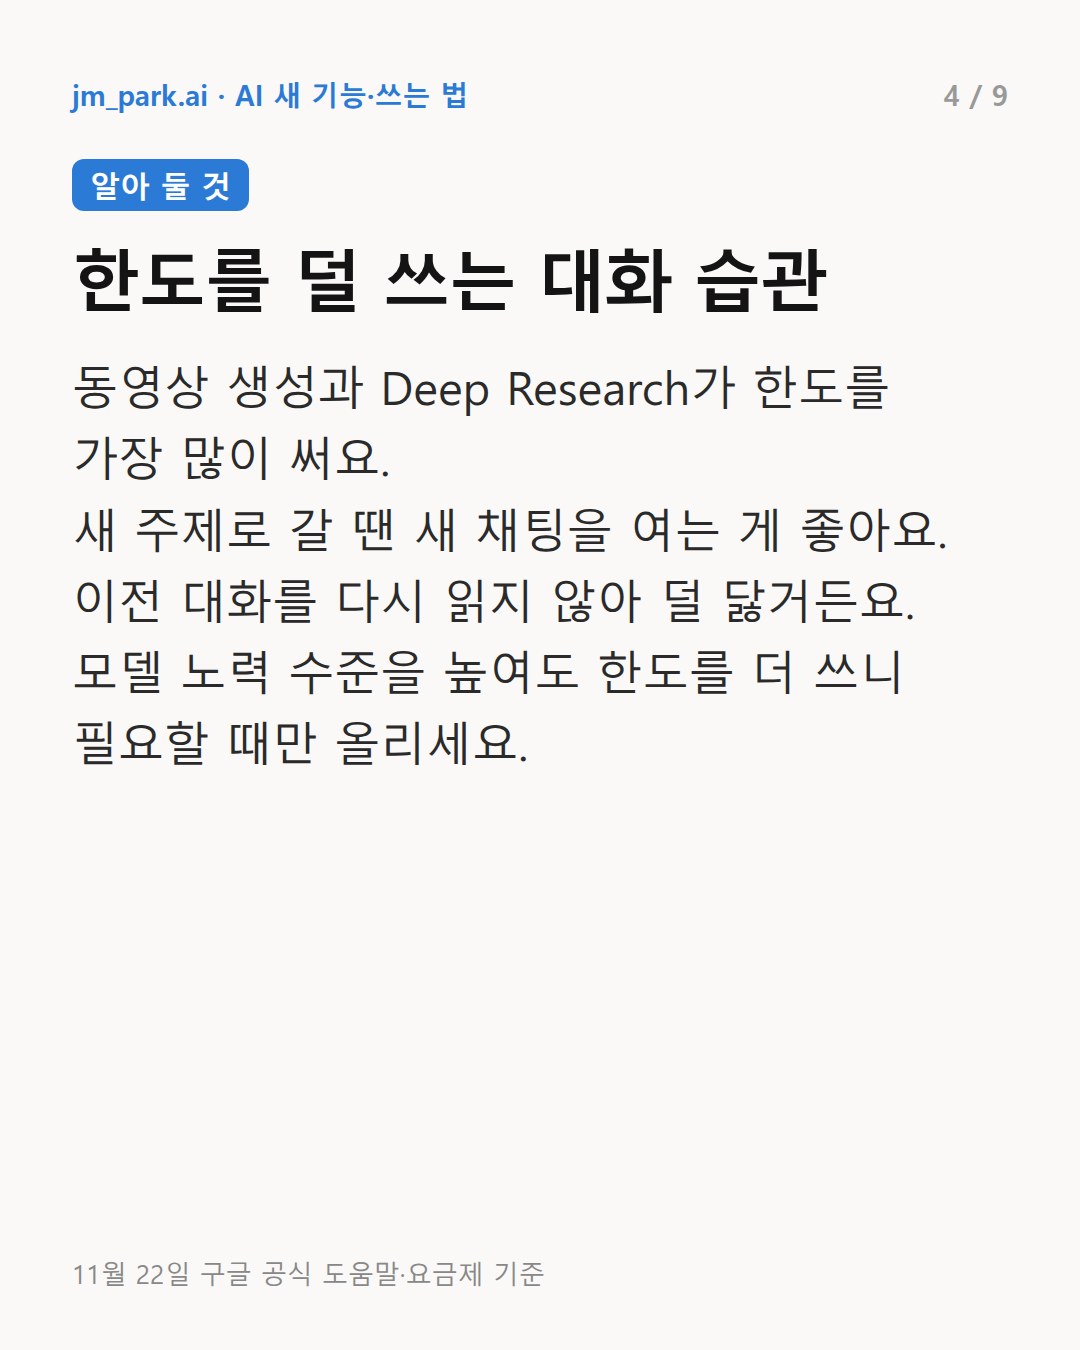 jm_park.ai · AI 새 기능·쓰는 법
4 / 9
알아 둘 것
한도를 덜 쓰는 대화 습관
동영상 생성과 Deep Research가 한도를
가장 많이 써요.
새 주제로 갈 땐 새 채팅을 여는 게 좋아요.
이전 대화를 다시 읽지 않아 덜 닳거든요.
모델 노력 수준을 높여도 한도를 더 쓰니
필요할 때만 올리세요.
11월 22일 구글 공식 도움말·요금제 기준